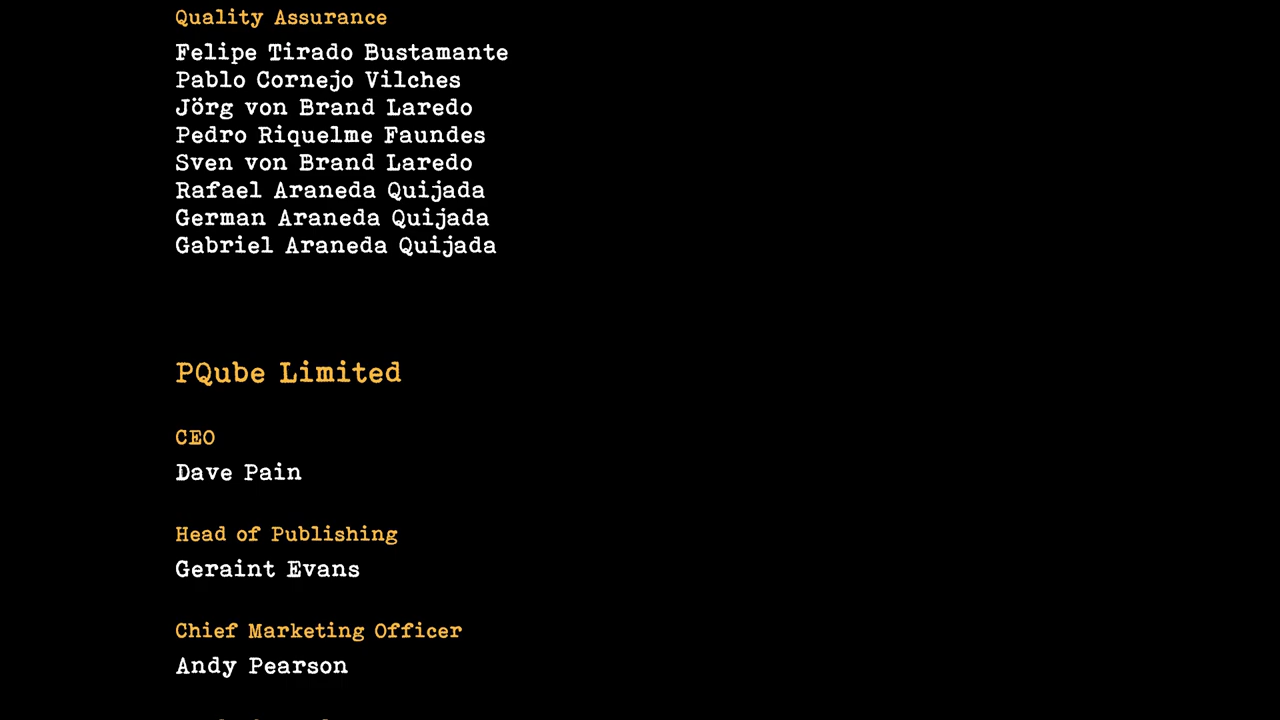 Quality Assurance
Felipe Tirado Bustamante
Pablo Cornejo Vilches
Jörg von Brand Laredo
Pedro Riquelme Faundes
Sven von Brand Laredo
Rafael Araneda Quijada
German Araneda Quijada
Gabriel Araneda Quijada
PQube Limited
CEO
Dave Pain
Head of Publishing
Geraint Evans
Chief Marketing Officer
Andy Pearson